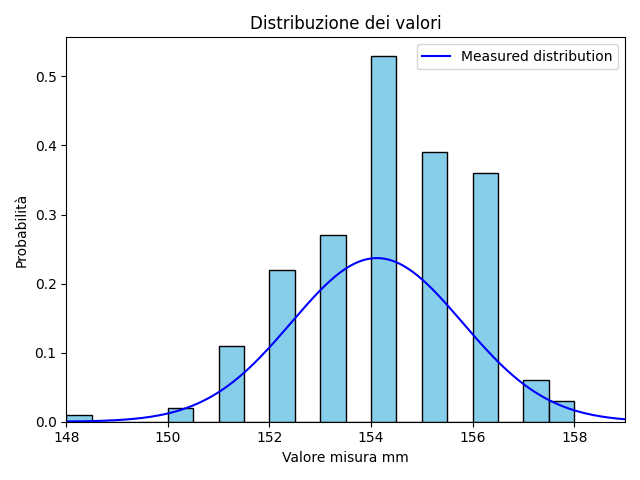 Distribuzione dei valori
Measured distribution
Probabilità
0.5
0.4
0.3
0.2
0.1
0.0
148 150 152 154 156 158
Valore misura mm